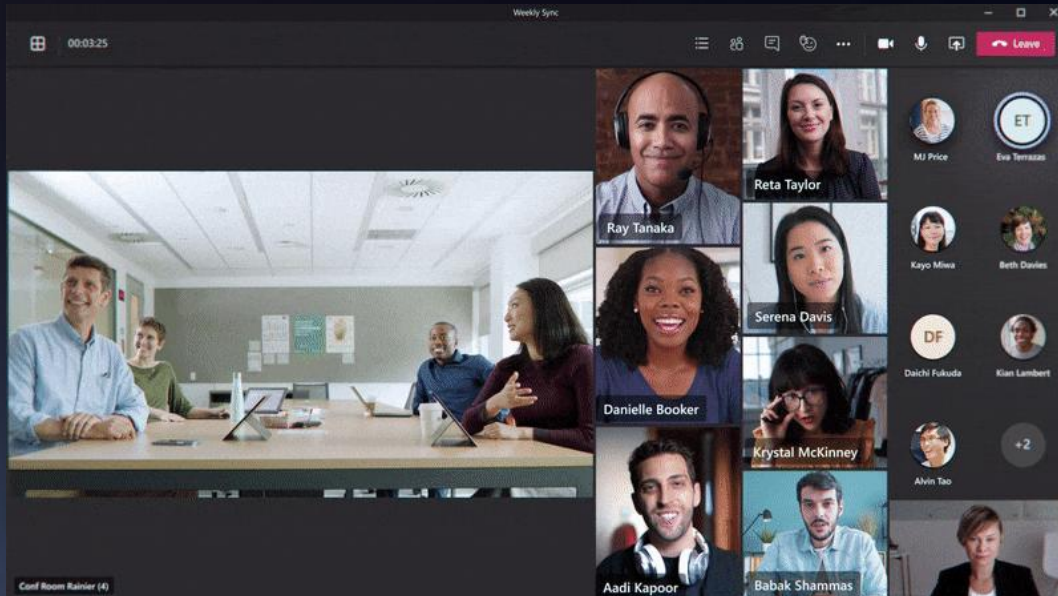 Weekly Sync
00:03:25
Leave
Ray Tanaka
Reta Taylor
MJ Price
ET
Eva Terrazas
Kayo Miwa
Beth Davies
Serena Davis
Danielle Booker
DF
Daichi Fukuda
Kian Lambert
Krystal McKinney
+2
Alvin Tao
Aadi Kapoor
Babak Shammas
Conf Room Rainier (4)